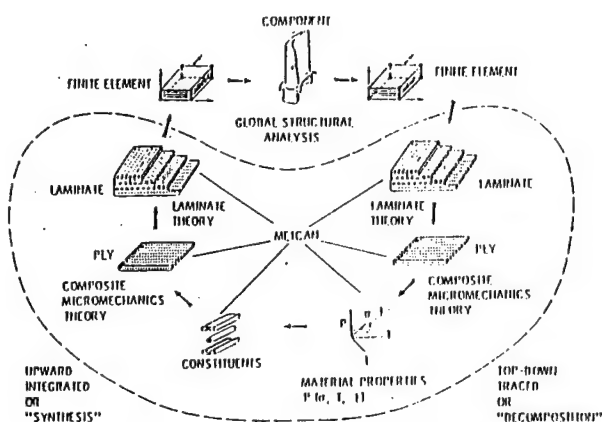 COMPONENT
FINITE ELEMENT
FINITE ELEMENT
GLOBAL STRUCTURAL
ANALYSIS
LAMINATE
LAMINATE
THEORY
LAMINATE
THEORY
LAMINATE
METCAN
PLY
PLY
COMPOSITE
MICROMECHANICS
THEORY
COMPOSITE
MICROMECHANICS
THEORY
P
CONSTITUENTS
MATERIAL PROPERTIES
P (σ, T, t)
UPWARD
INTEGRATED
OR
"SYNTHESIS"
TOP-DOWN
TRACED
OR
"DECOMPOSITION"